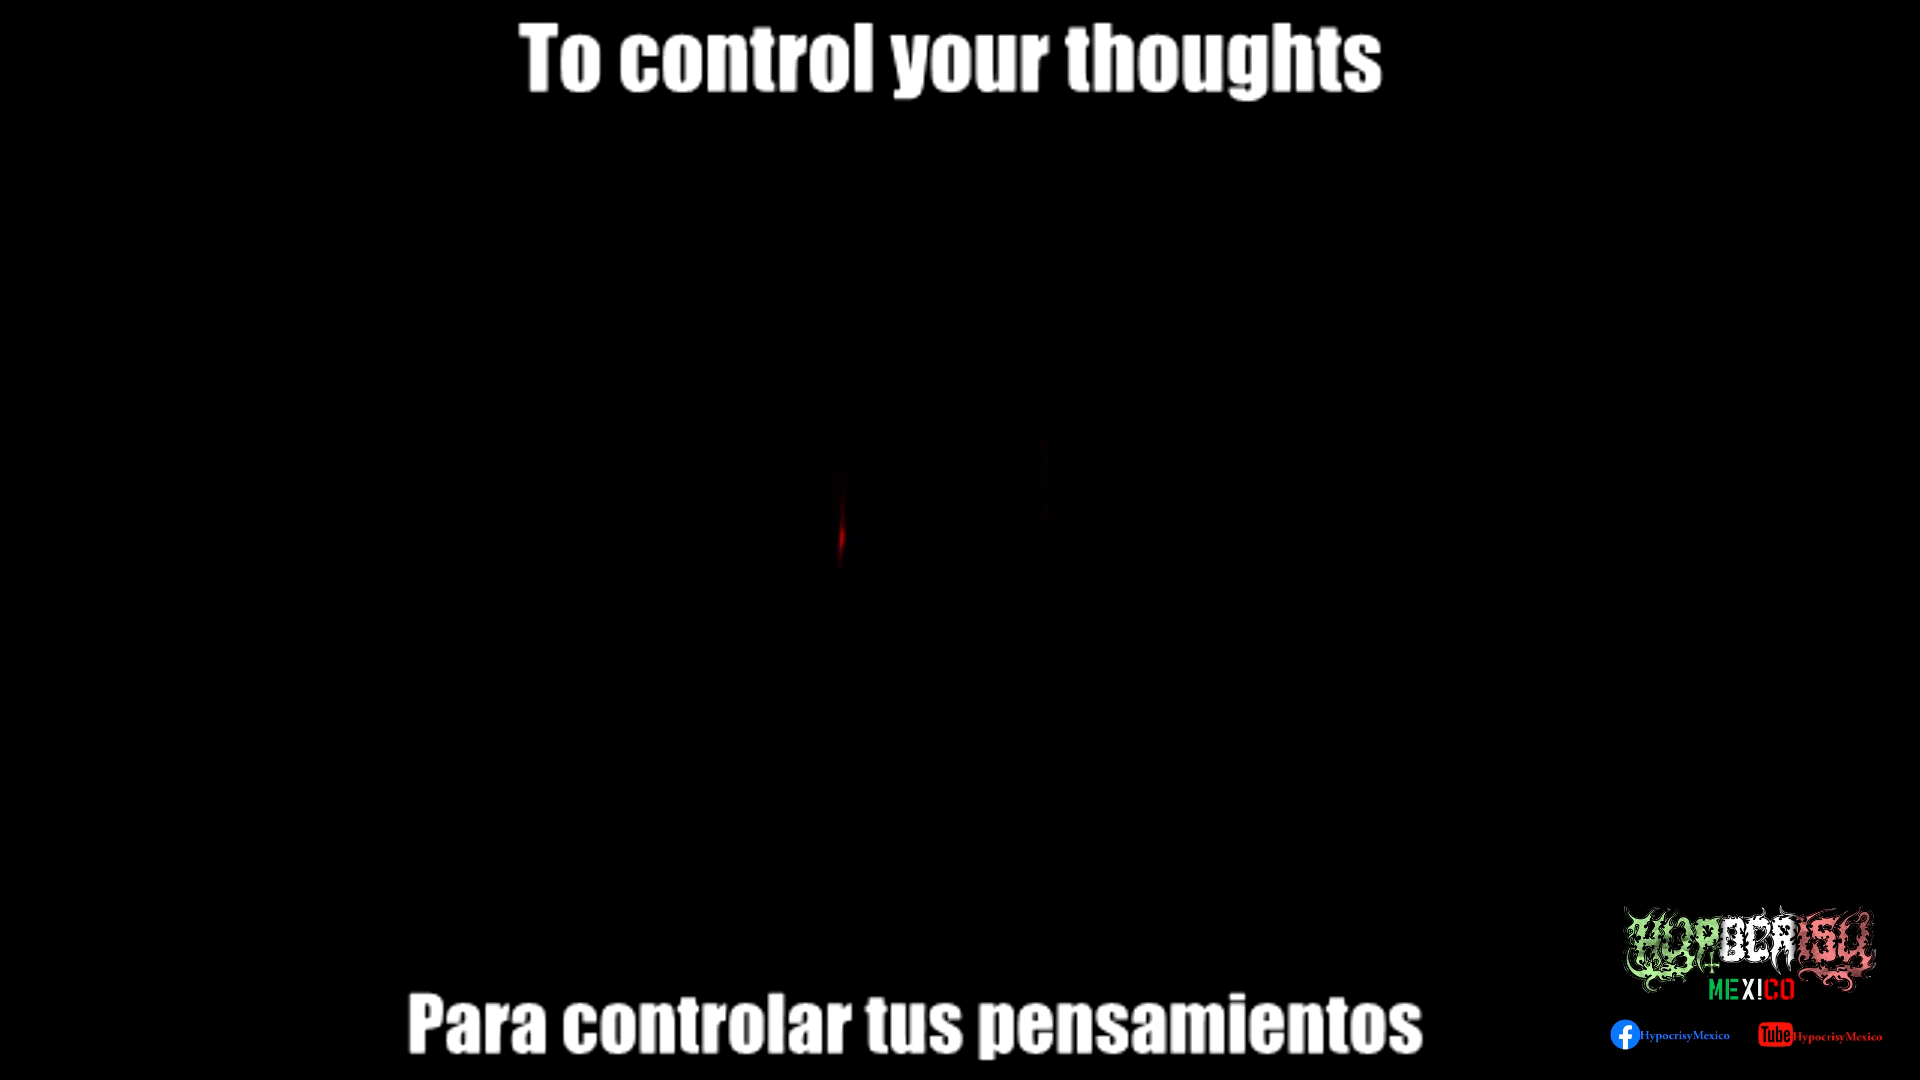 To control your thoughts
HYPOCRISY
MEXICO
HypocrisyMexico
Tube HypocrisyMexico
Para controlar tus pensamientos